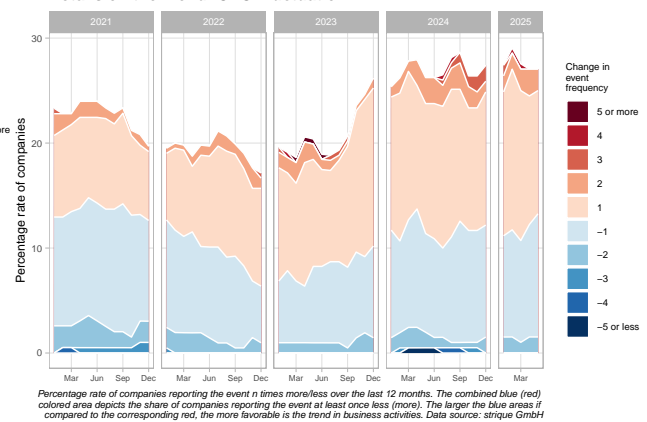 2021 2022 2023 2024 2025
30
20
10
0
Percentage rate of companies
Mar Jun Sep Dec Mar Jun Sep Dec Mar Jun Sep Dec Mar Jun Sep Dec Mar
Change in
event
frequency
5 or more
4
3
2
1
−1
−2
−3
−4
−5 or less
Percentage rate of companies reporting the event n times more/less over the last 12 months. The combined blue (red)
colored area depicts the share of companies reporting the event at least once less (more). The larger the blue areas if
compared to the corresponding red, the more favorable is the trend in business activities. Data source: strique GmbH